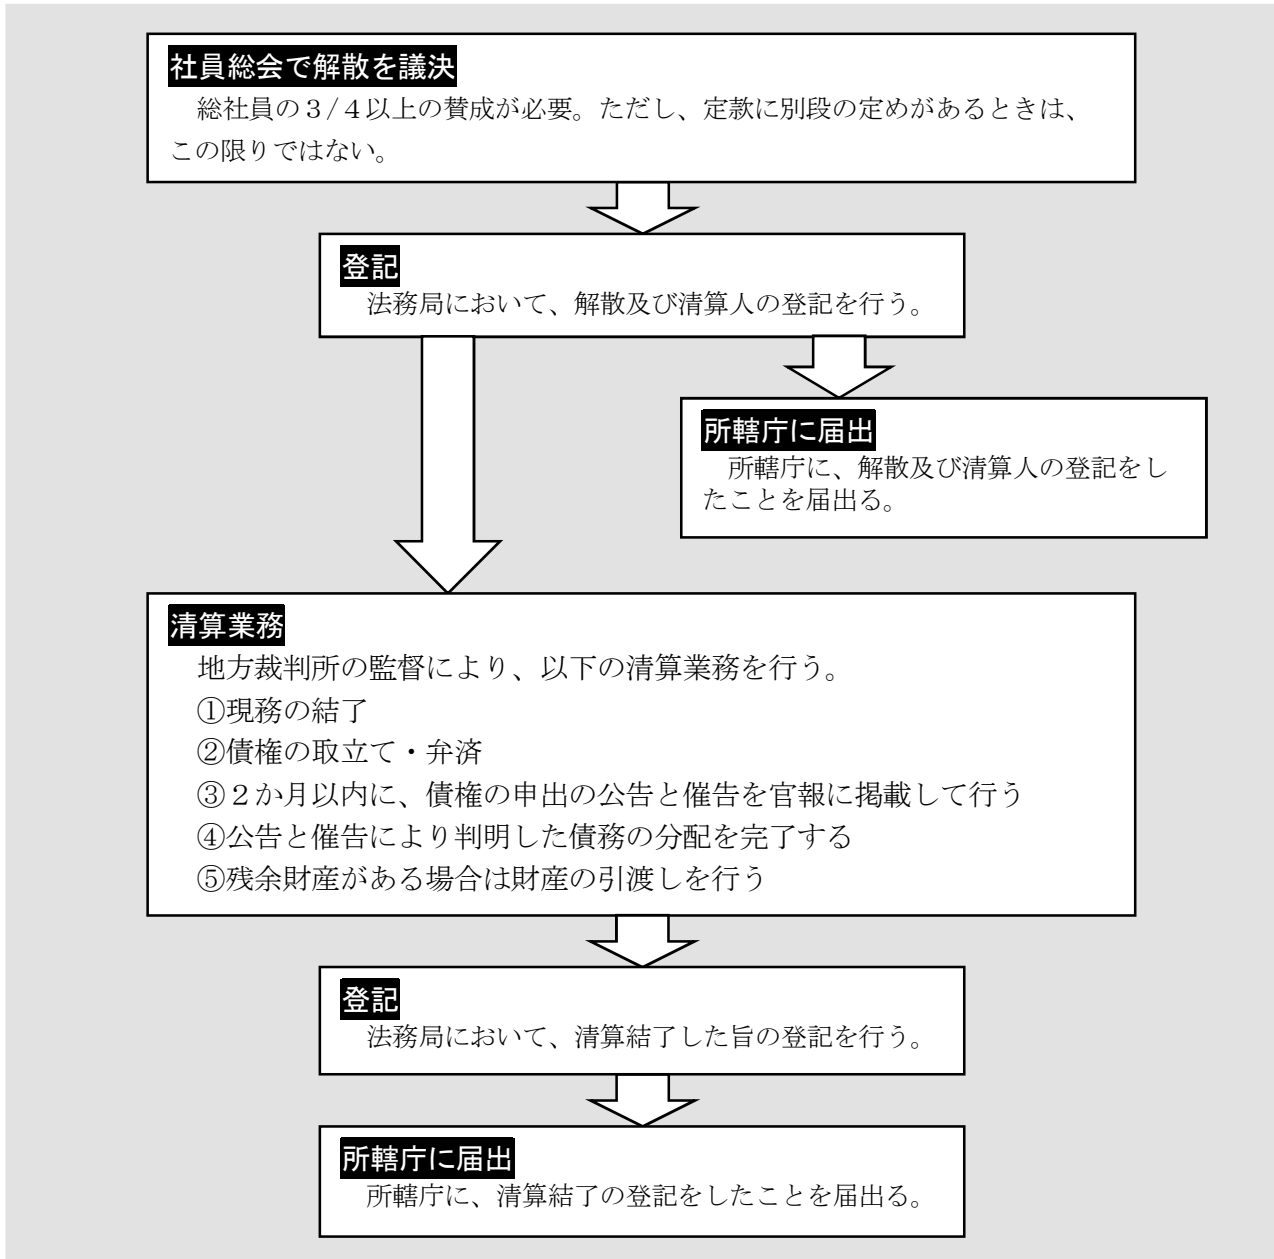 社員総会で解散を議決
総社員の３/４以上の賛成が必要。ただし、定款に別段の定めがあるときは、
この限りではない。
登記
法務局において、解散及び清算人の登記を行う。
所轄庁に届出
所轄庁に、解散及び清算人の登記をし
たことを届出る。
清算業務
地方裁判所の監督により、以下の清算業務を行う。
①現務の結了
②債権の取立て・弁済
③２か月以内に、債権の申出の公告と催告を官報に掲載して行う
④公告と催告により判明した債務の分配を完了する
⑤残余財産がある場合は財産の引渡しを行う
登記
法務局において、清算結了した旨の登記を行う。
所轄庁に届出
所轄庁に、清算結了の登記をしたことを届出る。